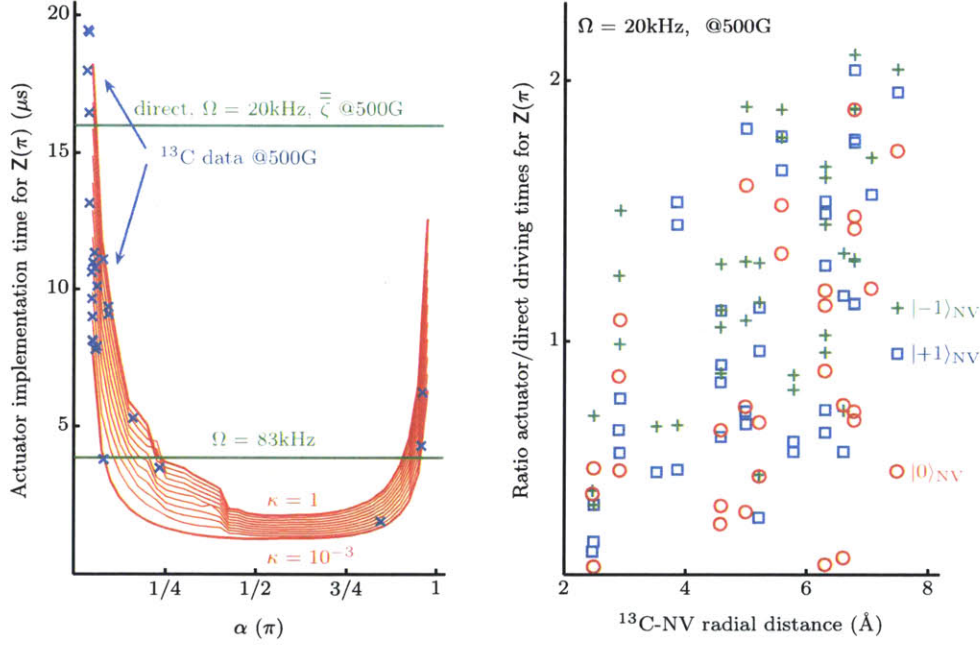 20
15
10
5
Actuator implementation time for Z(π) (μs)
direct, Ω = 20kHz, ζ̿ @500G
¹³C data @500G
Ω = 83kHz
κ = 1
κ = 10⁻³
1/4
1/2
3/4
1
α (π)
Ω = 20kHz, @500G
2
1
Ratio actuator/direct driving times for Z(π)
|−1⟩NV
|+1⟩NV
|0⟩NV
2
4
6
8
¹³C-NV radial distance (Å)